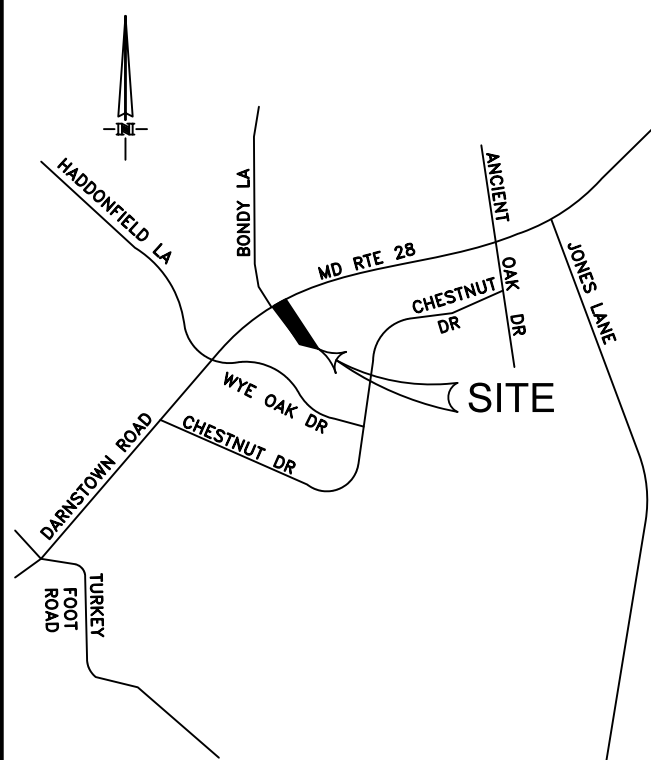 N
HADDONFIELD LA
BONDY LA
ANCIENT
OAK DR
MD RTE 28
JONES LANE
CHESTNUT
DR
SITE
WYE OAK DR
CHESTNUT DR
DARNSTOWN ROAD
TURKEY
FOOT
ROAD